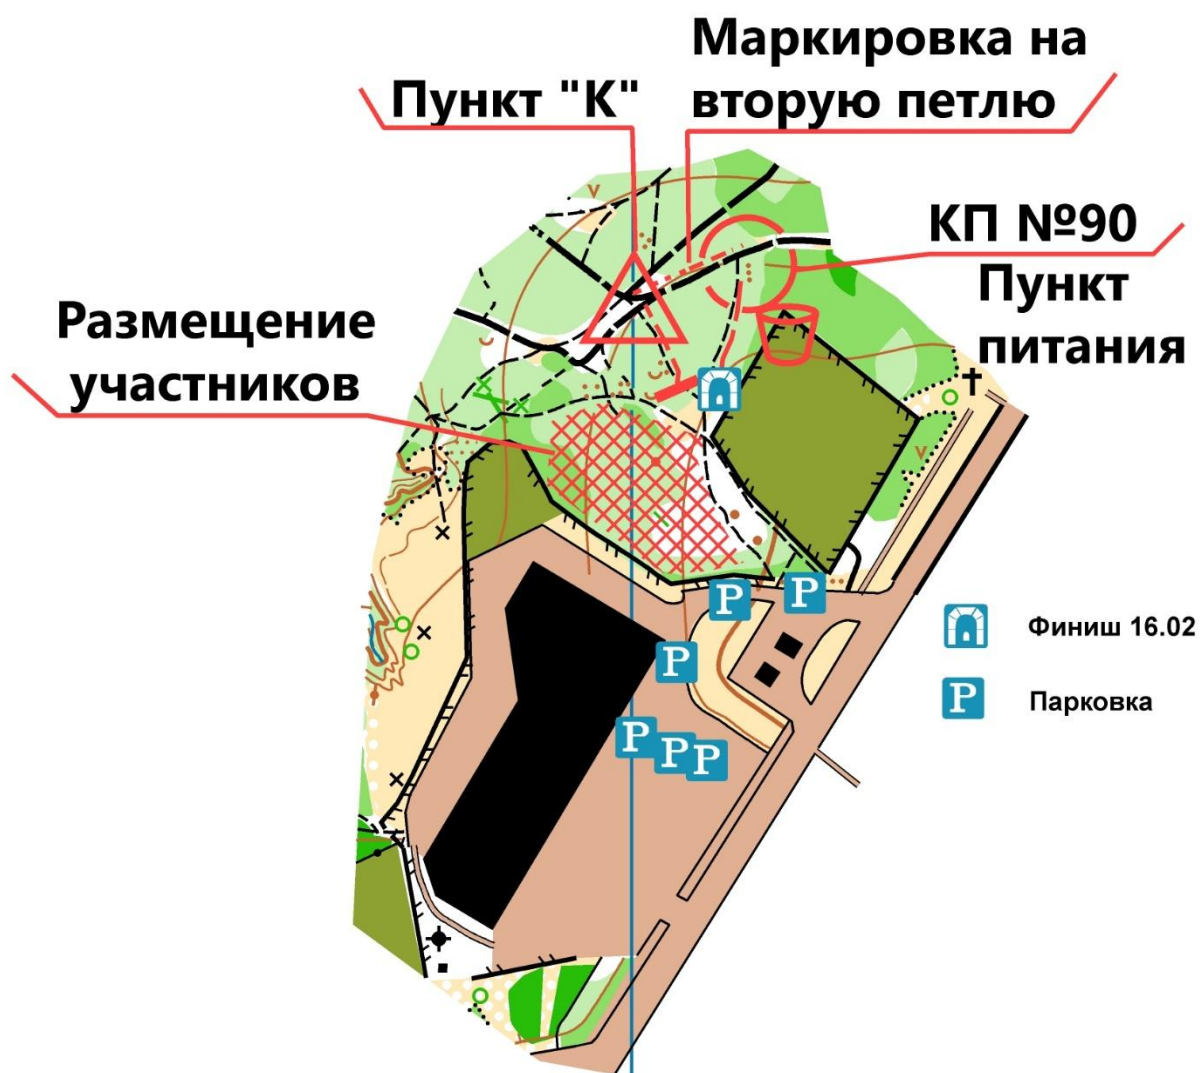 Маркировка на
вторую петлю
Пункт "К"
КП №90
Пункт
питания
Размещение
участников
P
P
P
P
P
P
Финиш 16.02
P
Парковка